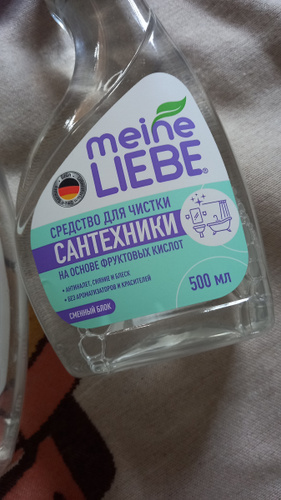 meine
LIEBE®
СРЕДСТВО ДЛЯ ЧИСТКИ
САНТЕХНИКИ
НА ОСНОВЕ ФРУКТОВЫХ КИСЛОТ
• АНТИНАЛЕТ, СИЯНИЕ И БЛЕСК
• БЕЗ АРОМАТИЗАТОРОВ И КРАСИТЕЛЕЙ
500 МЛ
СМЕННЫЙ БЛОК